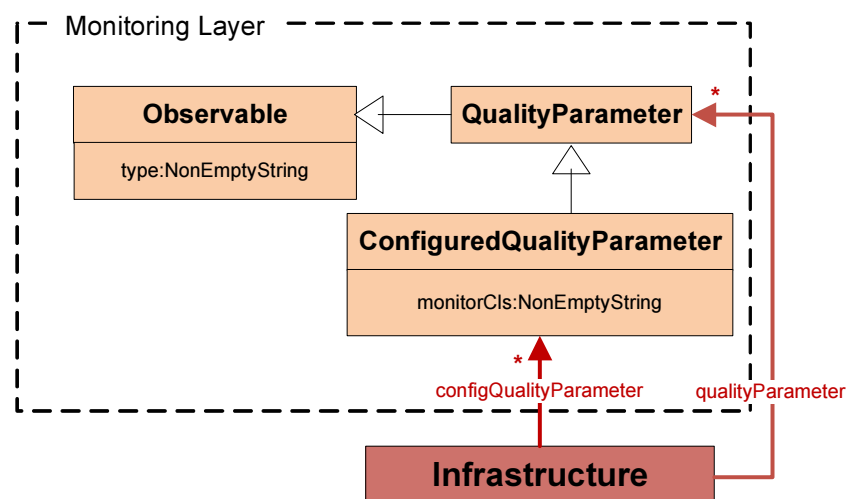 Monitoring Layer
Observable
type:NonEmptyString
QualityParameter
*
ConfiguredQualityParameter
monitorCls:NonEmptyString
*
configQualityParameter
qualityParameter
Infrastructure